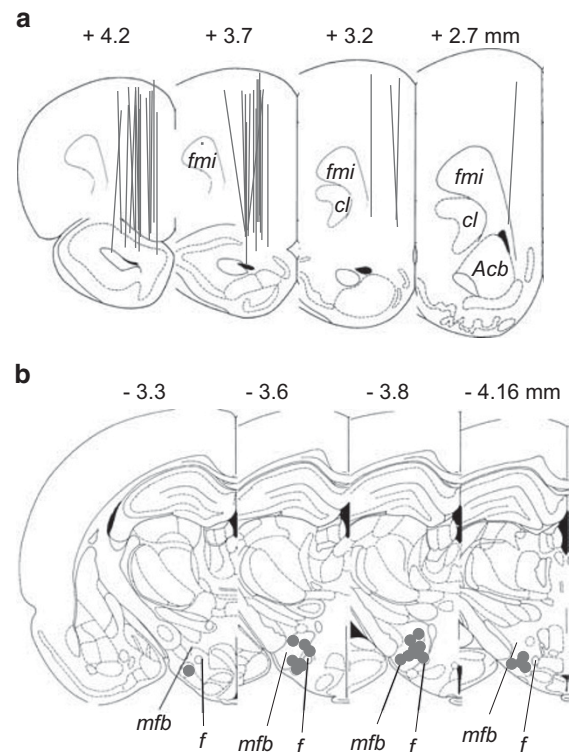 a
+ 4.2 + 3.7 + 3.2 + 2.7 mm
fmi fmi fmi
cl cl
Acb
b
- 3.3 - 3.6 - 3.8 - 4.16 mm
mfb f mfb f mfb f mfb f